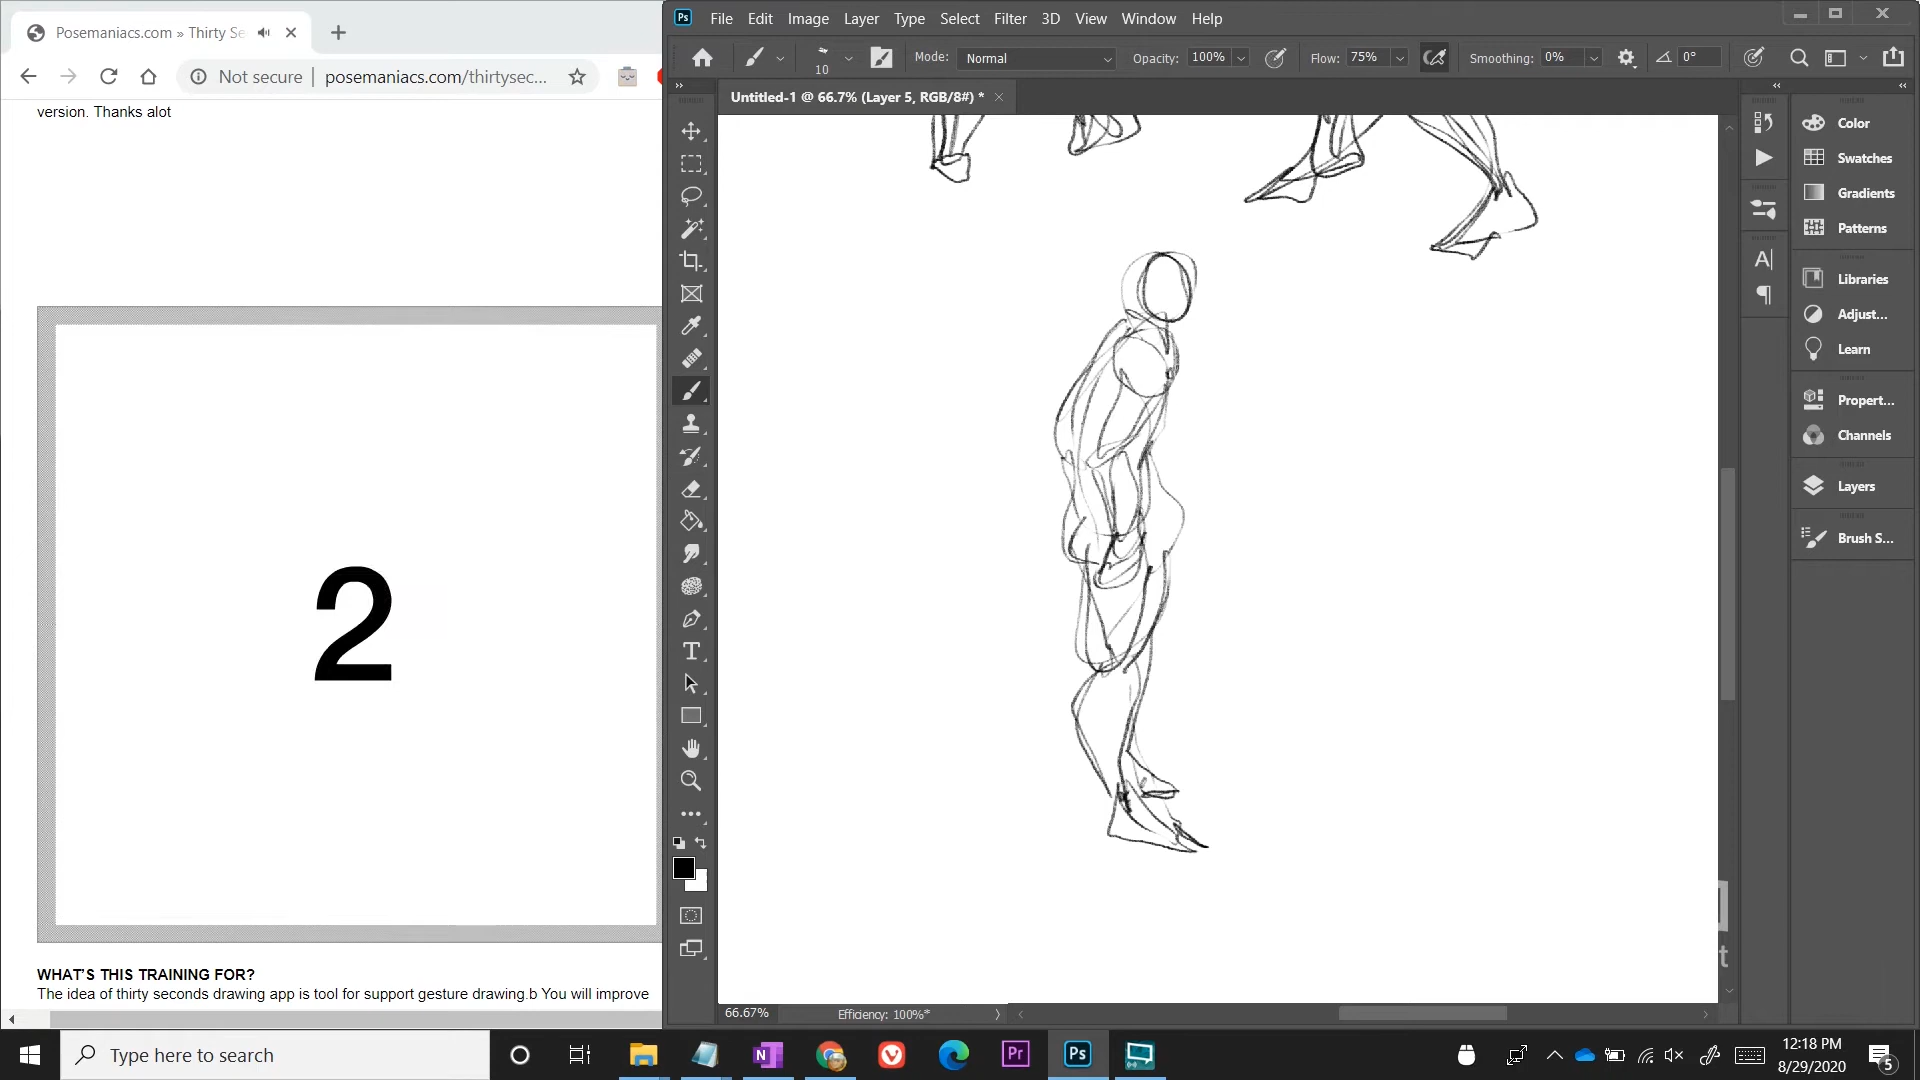 Posemaniacs.com » Thirty Se
Not secure | posemaniacs.com/thirtysec...
version. Thanks alot
2
WHAT'S THIS TRAINING FOR?
The idea of thirty seconds drawing app is tool for support gesture drawing.b You will improve
Ps File Edit Image Layer Type Select Filter 3D View Window Help
10 Mode: Normal Opacity: 100% Flow: 75% Smoothing: 0% 0°
Untitled-1 @ 66.7% (Layer 5, RGB/8#) *
Color
Swatches
Gradients
Patterns
Libraries
Adjust...
Learn
Propert...
Channels
Layers
Brush S...
66.67% Efficiency: 100%*
Type here to search
N
Pr
Ps
12:18 PM
8/29/2020
5